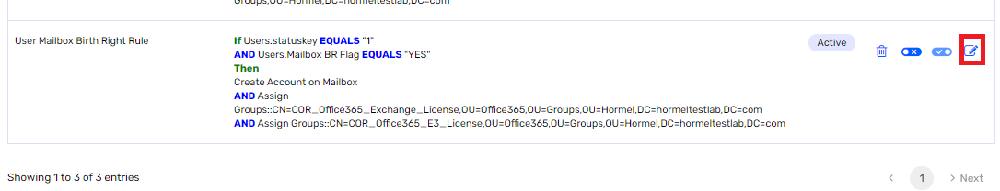 Groups,OU=Hormel,DC=hormeltestlab,DC=com
User Mailbox Birth Right Rule
If Users.statuskey EQUALS "1"
AND Users.Mailbox BR Flag EQUALS "YES"
Then
Create Account on Mailbox
AND Assign
Groups::CN=COR_Office365_Exchange_License,OU=Office365,OU=Groups,OU=Hormel,DC=hormeltestlab,DC=com
AND Assign Groups::CN=COR_Office365_E3_License,OU=Office365,OU=Groups,OU=Hormel,DC=hormeltestlab,DC=com
Active
Showing 1 to 3 of 3 entries
1
Next